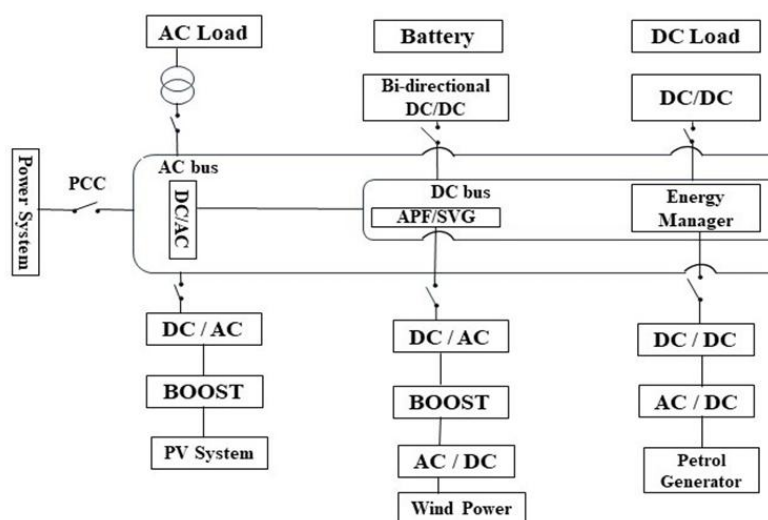 AC Load
Battery
DC Load
Bi-directional
DC/DC
DC/DC
Power System
PCC
AC bus
DC/AC
DC bus
APF/SVG
Energy
Manager
DC / AC
DC / AC
DC / DC
BOOST
BOOST
AC / DC
PV System
AC / DC
Petrol
Generator
Wind Power